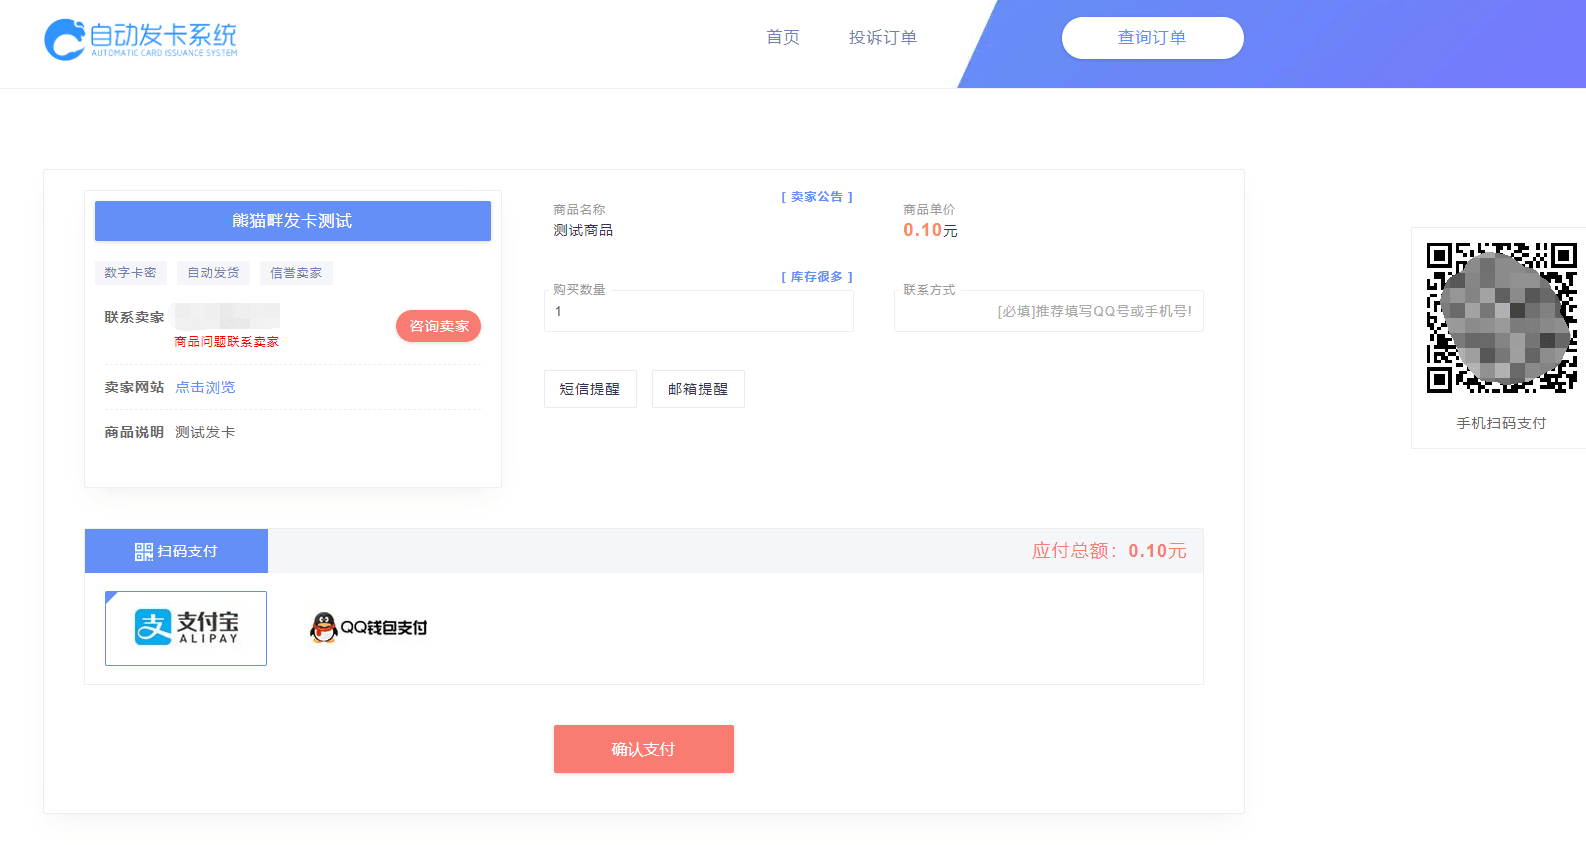 自动发卡系统
AUTOMATIC CARD ISSUANCE SYSTEM
首页
投诉订单
查询订单
熊猫畔发卡测试
数字卡密
自动发货
信誉卖家
联系卖家
商品问题联系卖家
咨询卖家
卖家网站 点击浏览
商品说明 测试发卡
商品名称
[ 卖家公告 ]
测试商品
商品单价
0.10元
[ 库存很多 ]
购买数量
1
联系方式
[必填]推荐填写QQ号或手机号!
短信提醒
邮箱提醒
手机扫码支付
扫码支付
应付总额：0.10元
支 支付宝
ALIPAY
QQ钱包支付
确认支付